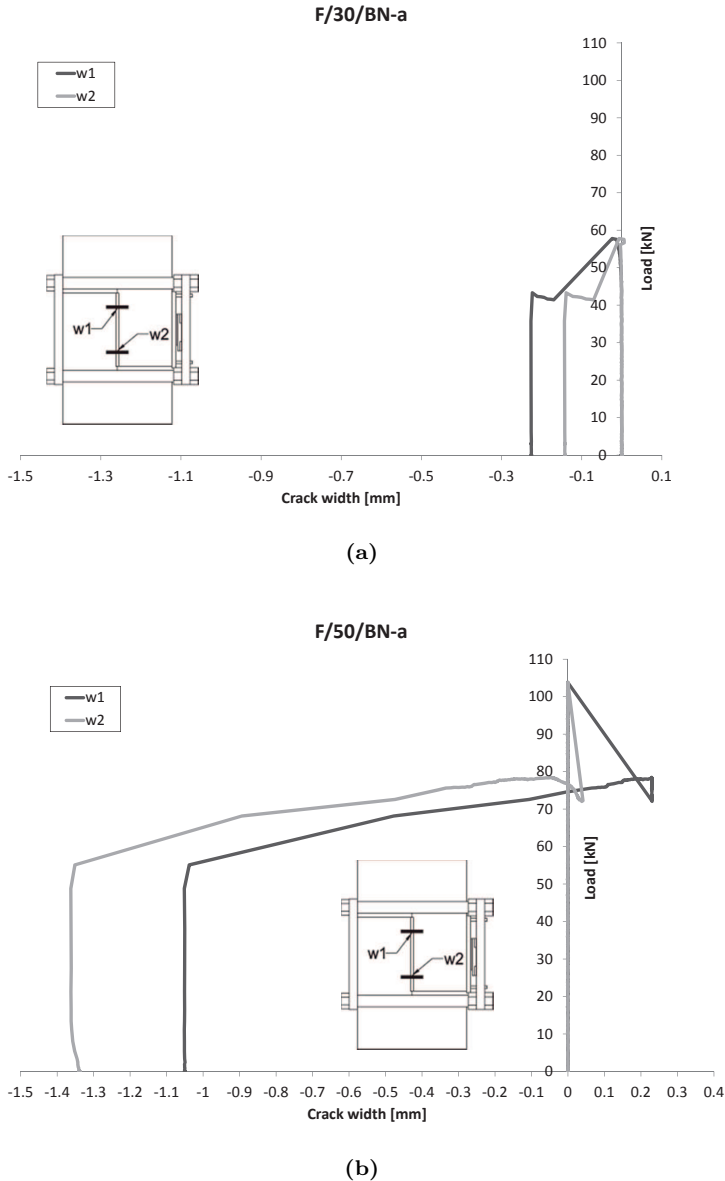 F/30/BN-a
w1
w2
110
100
90
80
70
60
50
40
30
20
10
0
Load [kN]
w1
w2
-1.5 -1.3 -1.1 -0.9 -0.7 -0.5 -0.3 -0.1 0.1
Crack width [mm]
(a)
F/50/BN-a
w1
w2
110
100
90
80
70
60
50
40
30
20
10
0
Load [kN]
w1
w2
-1.5 -1.4 -1.3 -1.2 -1.1 -1 -0.9 -0.8 -0.7 -0.6 -0.5 -0.4 -0.3 -0.2 -0.1 0 0.1 0.2 0.3 0.4
Crack width [mm]
(b)